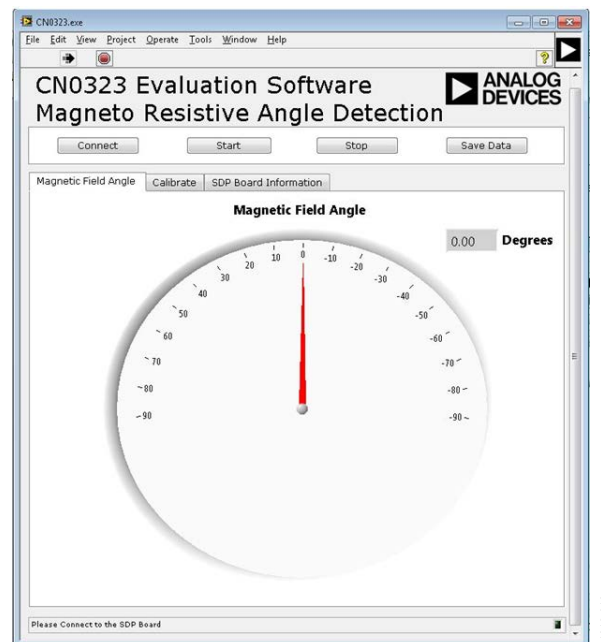 CN0323.exe
File Edit View Project Operate Tools Window Help
?
CN0323 Evaluation Software
Magneto Resistive Angle Detection
ANALOG
DEVICES
Connect Start Stop Save Data
Magnetic Field Angle Calibrate SDP Board Information
Magnetic Field Angle
0.00 Degrees
90
80
70
60
50
40
30
20
10
0
-10
-20
-30
-40
-50
-60
-70
-80
-90
Please Connect to the SDP Board